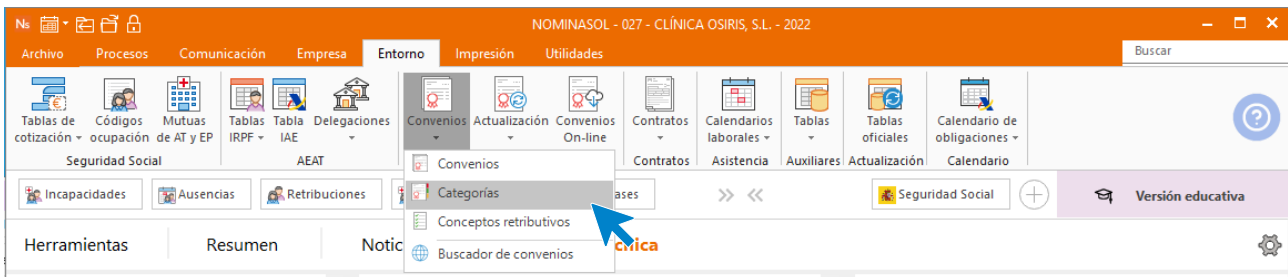 Ns NOMINASOL - 027 - CLÍNICA OSIRIS, S.L. - 2022
Archivo Procesos Comunicación Empresa Entorno Impresión Utilidades Buscar
Tablas de cotización
Códigos ocupación
Mutuas de AT y EP
Tablas IRPF
Tabla IAE
Delegaciones
Convenios
Actualización
Convenios On-line
Contratos
Calendarios laborales
Tablas
Tablas oficiales
Calendario de obligaciones
Seguridad Social AEAT Contratos Asistencia Auxiliares Actualización Calendario
Convenios
Categorías
Conceptos retributivos
Buscador de convenios
Incapacidades Ausencias Retribuciones Seguridad Social Versión educativa
Herramientas Resumen